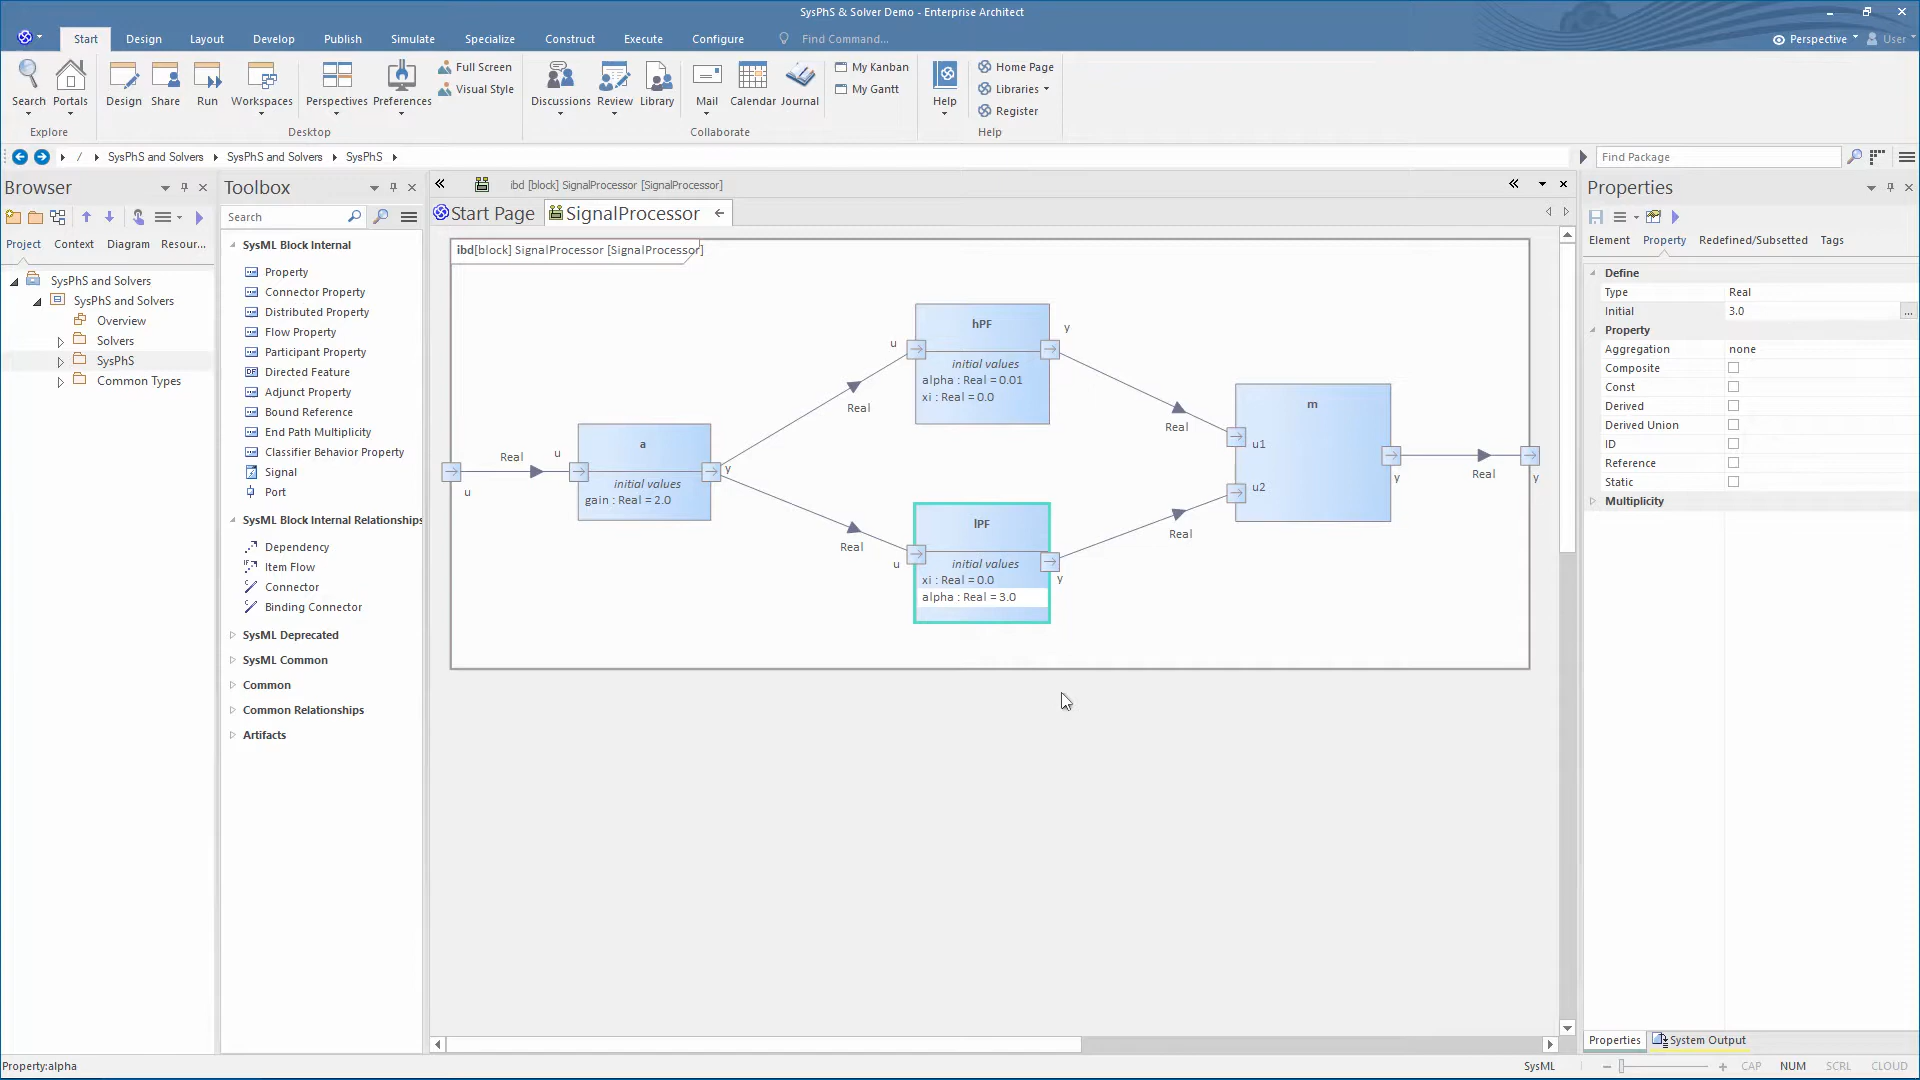 SysPhS & Solver Demo - Enterprise Architect
Start Design Layout Develop Publish Simulate Specialize Construct Execute Configure Find Command... Perspective User
Search Portals Design Share Run Workspaces Perspectives Preferences Full Screen Visual Style Discussions Review Library Mail Calendar Journal My Kanban My Gantt Help Home Page Libraries Register
Explore Desktop Collaborate Help
/ SysPhS and Solvers SysPhS and Solvers SysPhS Find Package
Browser
Project Context Diagram Resour...
SysPhS and Solvers
SysPhS and Solvers
Overview
Solvers
SysPhS
Common Types
Toolbox
Search
SysML Block Internal
Property
Connector Property
Distributed Property
Flow Property
Participant Property
Directed Feature
Adjunct Property
Bound Reference
End Path Multiplicity
Classifier Behavior Property
Signal
Port
SysML Block Internal Relationships
Dependency
Item Flow
Connector
Binding Connector
SysML Deprecated
SysML Common
Common
Common Relationships
Artifacts
ibd [block] SignalProcessor [SignalProcessor]
Start Page SignalProcessor
ibd[block] SignalProcessor [SignalProcessor]
Real
u
u
a
initial values
gain : Real = 2.0
y
Real
Real
u
hPF
initial values
alpha : Real = 0.01
xi : Real = 0.0
y
u
lPF
initial values
xi : Real = 0.0
alpha : Real = 3.0
y
Real
Real
m
u1
u2
y
Real
y
Properties
Element Property Redefined/Subsetted Tags
Define
Type Real
Initial 3.0 ...
Property
Aggregation none
Composite
Const
Derived
Derived Union
ID
Reference
Static
Multiplicity
Properties System Output
Property:alpha SysML CAP NUM SCRL CLOUD